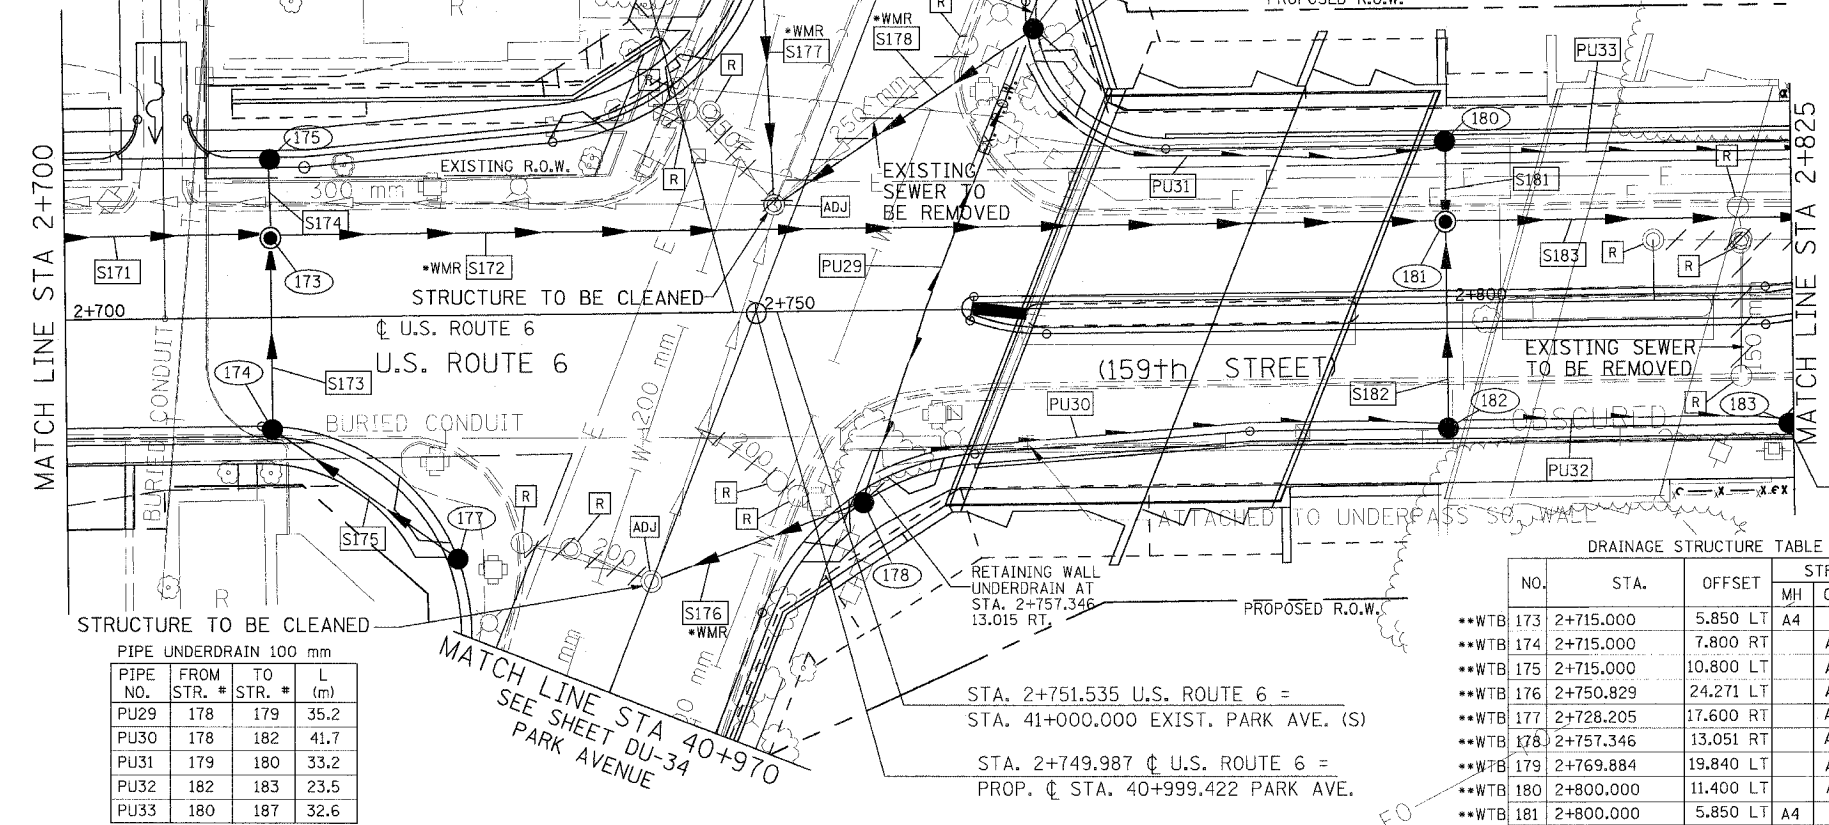 PROPOSED R.O.W.
R
R
*WMR
S177
*WMR
S178
PU33
R
R
175
EXISTING R.O.W.
300 mm
250 mm
R
ADJ
EXISTING
SEWER TO
BE REMOVED
180
PU31
S181
R
MATCH LINE STA 2+700
MATCH LINE STA 2+825
S174
S171
*WMR S172
173
PU29
181
S183
R
R
STRUCTURE TO BE CLEANED
2+700
2+750
2+800
℄ U.S. ROUTE 6
U.S. ROUTE 6
(159th STREET)
EXISTING SEWER
TO BE REMOVED
150 mm
174
S173
W 200 mm
PU30
S182
182
R
183
BURIED CONDUIT
BURIED CONDUIT
OBSCURED
PU32
R
R
R
R
ADJ
177
S175
200
178
S176
*WMR
ATTACHED TO UNDERPASS SO. WALL
RETAINING WALL
UNDERDRAIN AT
STA. 2+757.346
13.015 RT.
PROPOSED R.O.W.
R
STRUCTURE TO BE CLEANED
MATCH LINE STA 40+970
SEE SHEET DU-34
PARK AVENUE
mm
STA. 2+751.535 U.S. ROUTE 6 =
STA. 41+000.000 EXIST. PARK AVE. (S)
STA. 2+749.987 ℄ U.S. ROUTE 6 =
PROP. ℄ STA. 40+999.422 PARK AVE.
PIPE UNDERDRAIN 100 mm
PIPE NO. FROM STR. # TO STR. # L (m)
PU29 178 179 35.2
PU30 178 182 41.7
PU31 179 180 33.2
PU32 182 183 23.5
PU33 180 187 32.6
DRAINAGE STRUCTURE TABLE
NO. STA. OFFSET MH
**WTB 173 2+715.000 5.850 LT A4
**WTB 174 2+715.000 7.800 RT
**WTB 175 2+715.000 10.800 LT
**WTB 176 2+750.829 24.271 LT
**WTB 177 2+728.205 17.600 RT
**WTB 178 2+757.346 13.051 RT
**WTB 179 2+769.884 19.840 LT
**WTB 180 2+800.000 11.400 LT
**WTB 181 2+800.000 5.850 LT A4